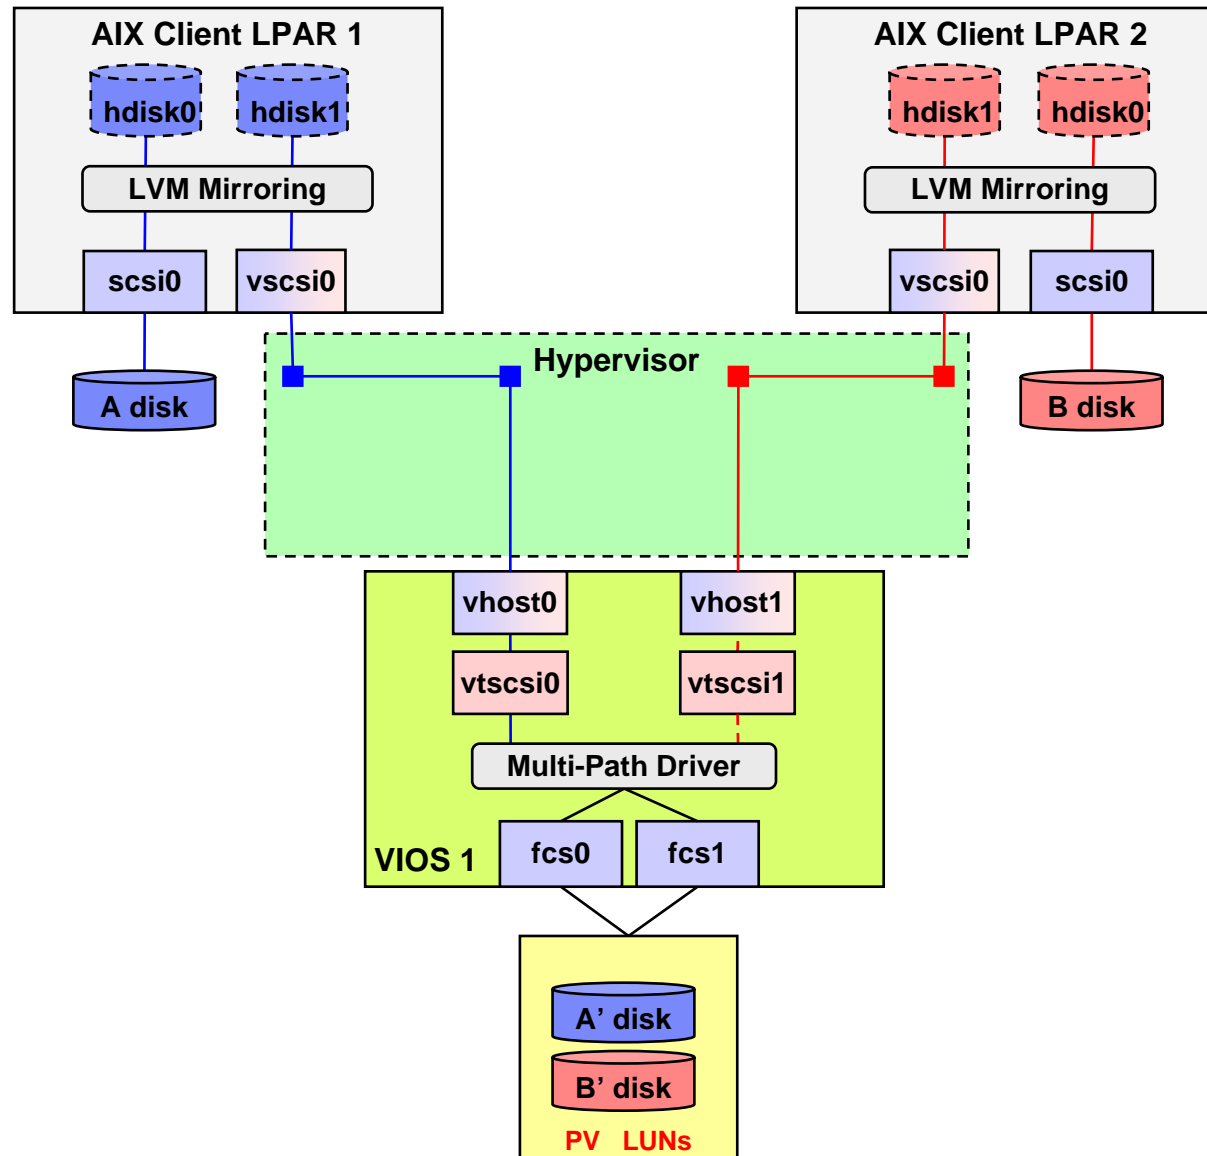 AIX Client LPAR 1
hdisk0
hdisk1
LVM Mirroring
scsi0
vscsi0
A disk
AIX Client LPAR 2
hdisk1
hdisk0
LVM Mirroring
vscsi0
scsi0
B disk
Hypervisor
vhost0
vhost1
vtscsi0
vtscsi1
Multi-Path Driver
fcs0
fcs1
VIOS 1
A’ disk
B’ disk
PV LUNs